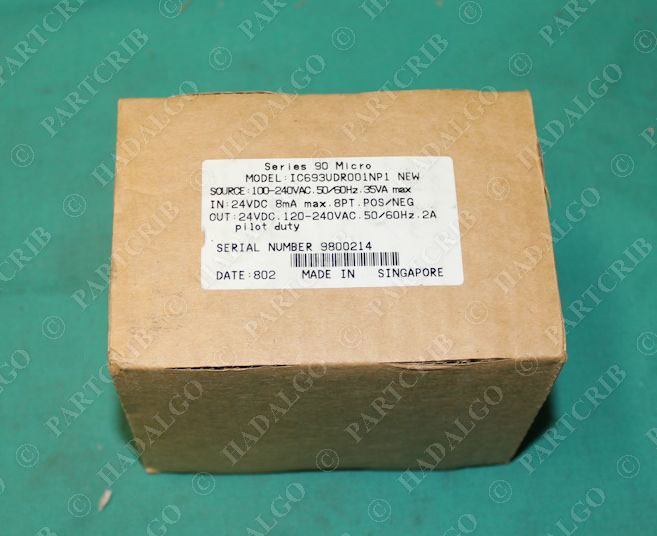 Series 90 Micro
MODEL:IC693UDR001NP1 NEW
SOURCE:100-240VAC.50/60Hz.35VA max
IN:24VDC 8mA max.8PT.POS/NEG
OUT:24VDC.120-240VAC.50/60Hz.2A
pilot duty
SERIAL NUMBER 9800214
DATE:802 MADE IN SINGAPORE
© PARTCRIB
© HADALGO